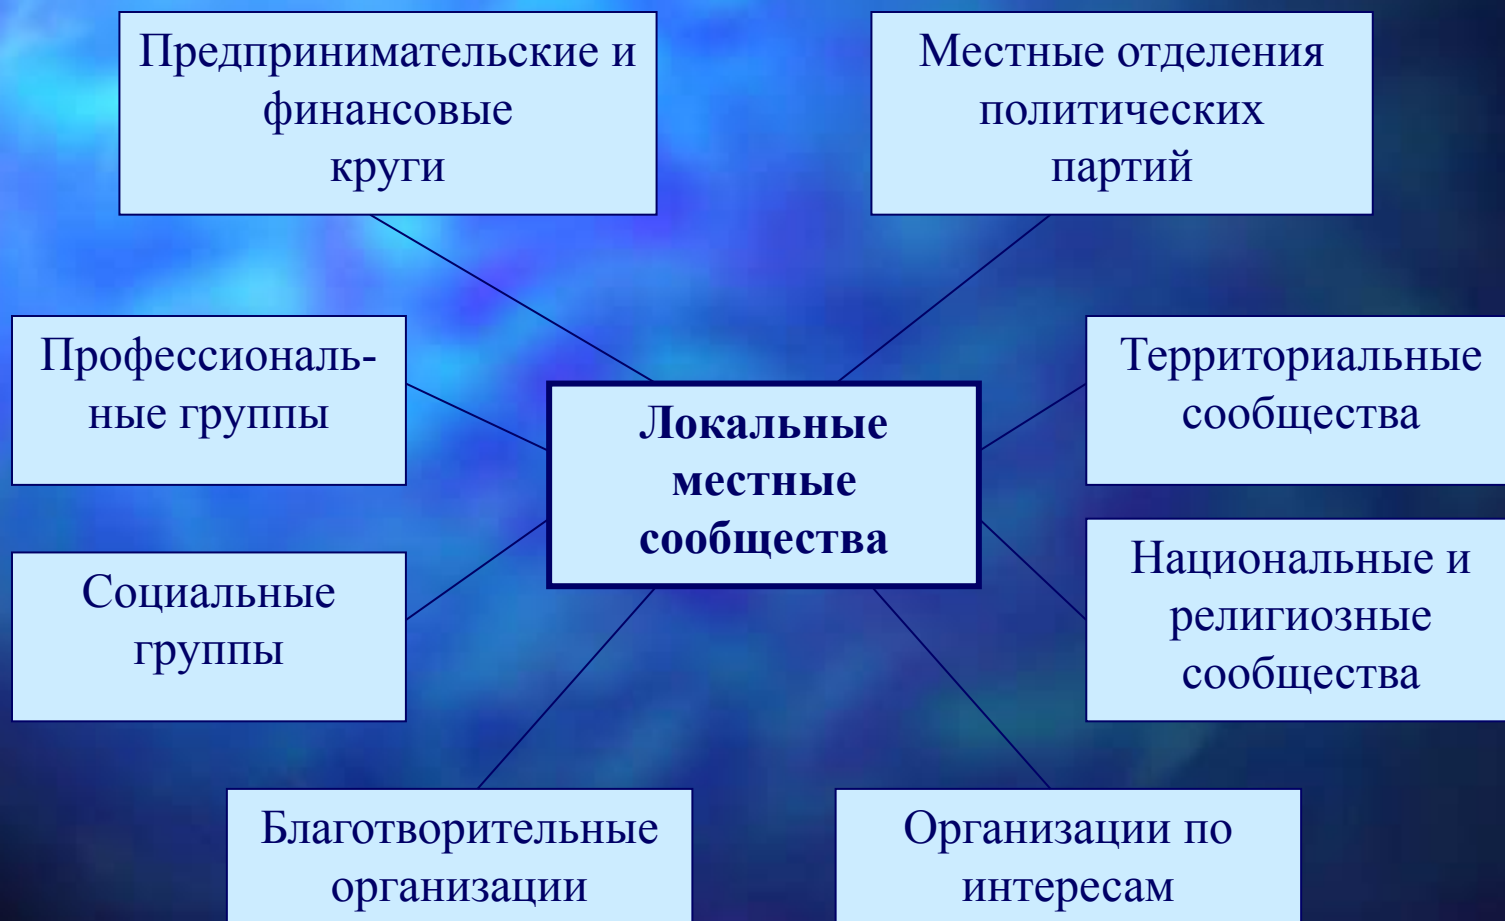 Предпринимательские и
финансовые
круги
Местные отделения
политических
партий
Профессиональ-
ные группы
Территориальные
сообщества
Локальные
местные
сообщества
Социальные
группы
Национальные и
религиозные
сообщества
Благотворительные
организации
Организации по
интересам